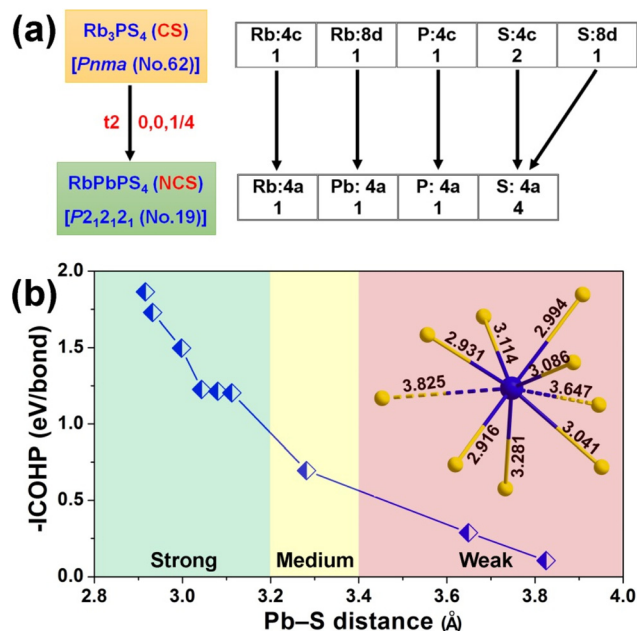 (a)
Rb₃PS₄ (CS)
[Pnma (No.62)]
t2 0,0,1/4
RbPbPS₄ (NCS)
[P2₁2₁2₁ (No.19)]
Rb:4c Rb:8d P:4c S:4c S:8d
1 1 1 2 1
Rb:4a Pb: 4a P: 4a S: 4a
1 1 1 4
(b)
-ICOHP (eV/bond)
2.0
1.5
1.0
0.5
0.0
2.994
3.114
2.931
3.086
3.825
3.647
2.916
3.281
3.041
Strong Medium Weak
2.8 3.0 3.2 3.4 3.6 3.8 4.0
Pb–S distance (Å)